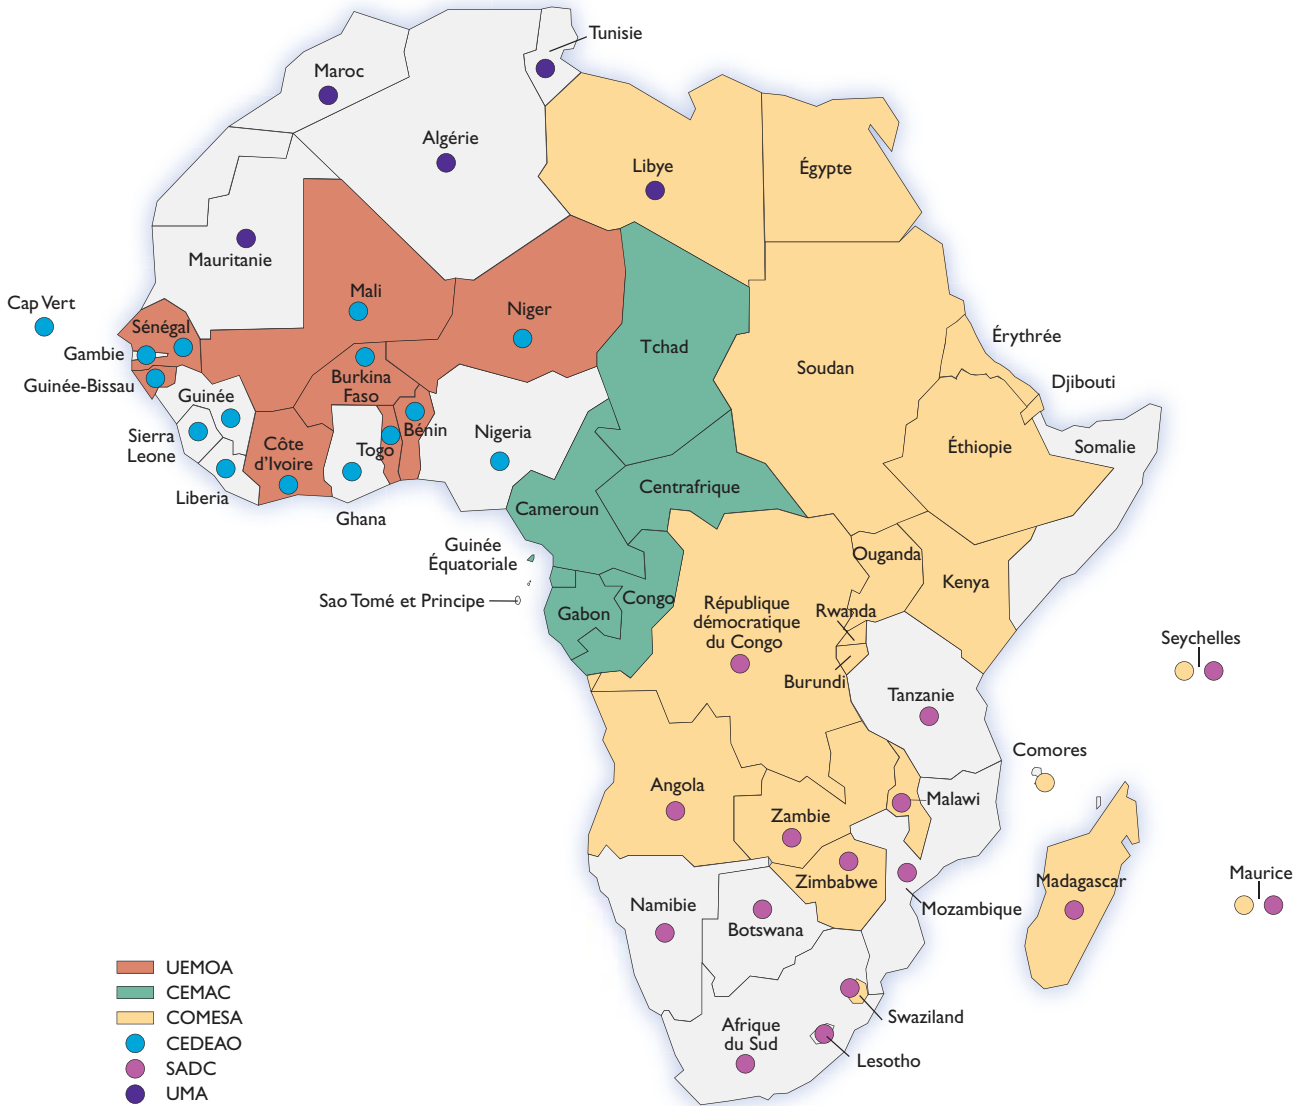 Tunisie
Maroc
Algérie
Libye
Égypte
Mauritanie
Cap Vert
Mali
Niger
Sénégal
Gambie
Tchad
Érythrée
Soudan
Guinée-Bissau
Burkina
Faso
Djibouti
Guinée
Bénin
Nigeria
Sierra
Leone
Côte
d'Ivoire
Togo
Éthiopie
Somalie
Liberia
Centrafrique
Ghana
Cameroun
Guinée
Équatoriale
Ouganda
Kenya
Sao Tomé et Principe
Gabon
Congo
République
démocratique
du Congo
Rwanda
Seychelles
Burundi
Tanzanie
Comores
Angola
Malawi
Zambie
Zimbabwe
Madagascar
Maurice
Namibie
Mozambique
Botswana
UEMOA
CEMAC
COMESA
CEDEAO
SADC
UMA
Afrique
du Sud
Swaziland
Lesotho